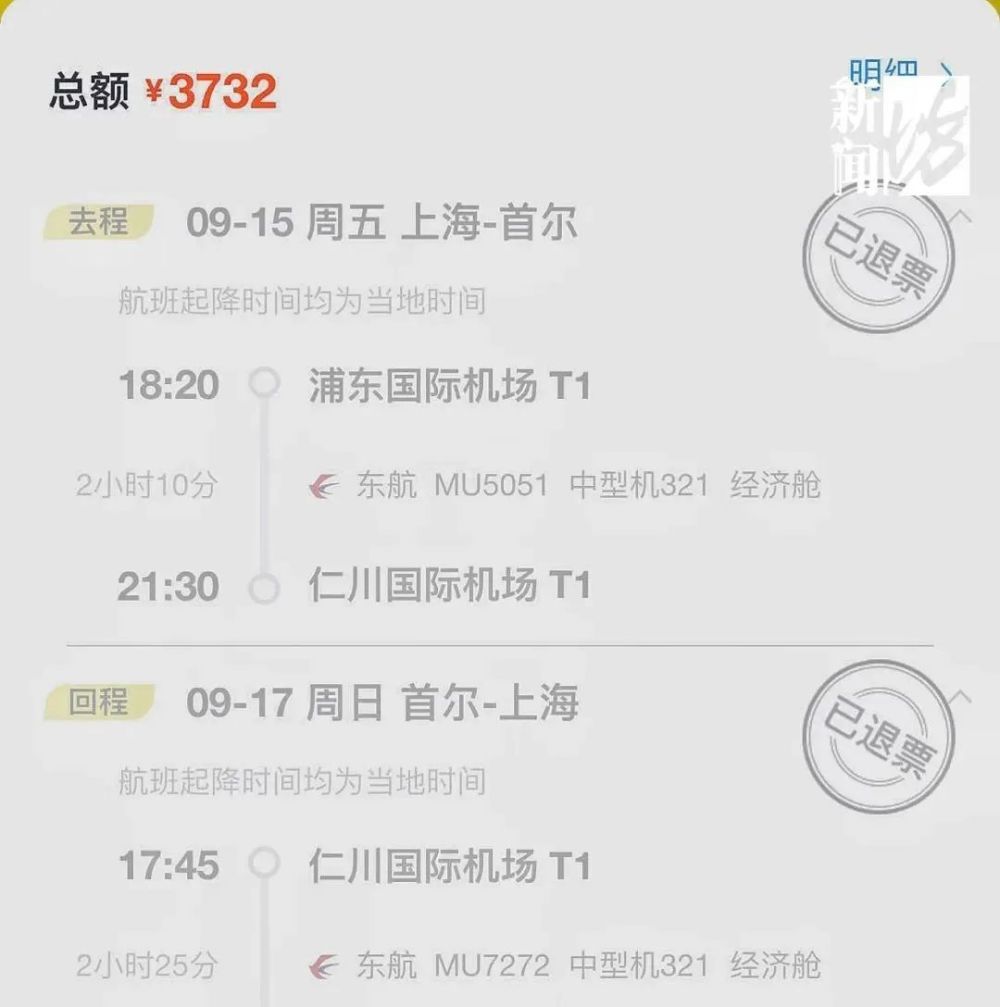 总额 ¥3732
明细
新闻坊
去程 09-15 周五 上海-首尔
已退票
航班起降时间均为当地时间
18:20 浦东国际机场 T1
2小时10分 东航 MU5051 中型机321 经济舱
21:30 仁川国际机场 T1
回程 09-17 周日 首尔-上海
已退票
航班起降时间均为当地时间
17:45 仁川国际机场 T1
2小时25分 东航 MU7272 中型机321 经济舱